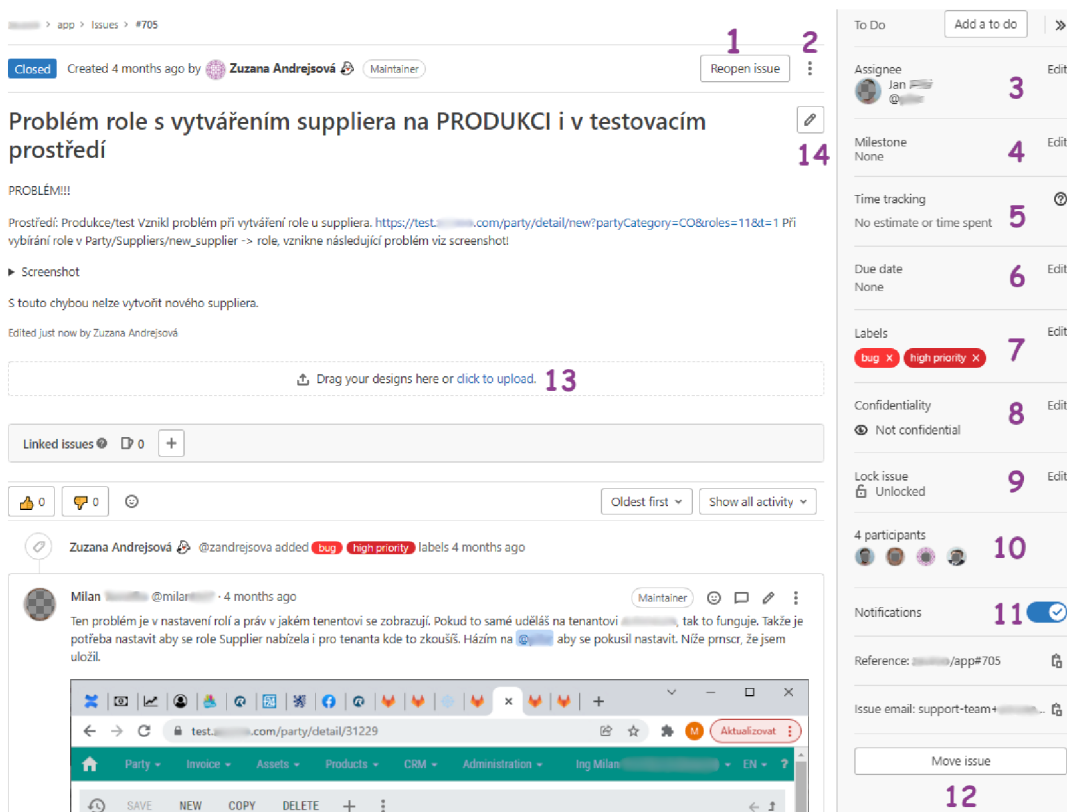 > app > Issues > #705
1
2
Closed Created 4 months ago by Zuzana Andrejsová Maintainer
Reopen issue
Problém role s vytvářením suppliera na PRODUKCI i v testovacím
prostředí
14
PROBLÉM!!!
Prostředí: Produkce/test Vznikl problém při vytváření role u suppliera. https://test. .com/party/detail/new?partyCategory=CO&roles=11&t=1 Při
vybírání role v Party/Suppliers/new_supplier -> role, vznikne následující problém viz screenshot!
Screenshot
S touto chybou nelze vytvořit nového suppliera.
Edited just now by Zuzana Andrejsová
Drag your designs here or click to upload. 13
Linked issues 0 +
0 0
Oldest first Show all activity
Zuzana Andrejsová @zandrejsova added bug high priority labels 4 months ago
Milan @milan · 4 months ago
Maintainer
Ten problém je v nastavení rolí a práv v jakém tenentovi se zobrazují. Pokud to samé uděláš na tenantovi , tak to funguje. Takže je
potřeba nastavit aby se role Supplier nabízela i pro tenanta kde to zkoušíš. Házím na @ aby se pokusil nastavit. Níže prnscr, že jsem
uložil.
test. .com/party/detail/31229
M Aktualizovat
Party Invoice Assets Products CRM Administration Ing Milan EN ?
SAVE NEW COPY DELETE +
To Do Add a to do
Assignee Edit
Jan 3
@
Milestone Edit
None 4
Time tracking ?
No estimate or time spent 5
Due date Edit
None 6
Labels Edit
bug x high priority x 7
Confidentiality Edit
Not confidential 8
Lock issue Edit
Unlocked 9
4 participants
10
Notifications 11
Reference: /app#705
Issue email: support-team+ ...
Move issue
12